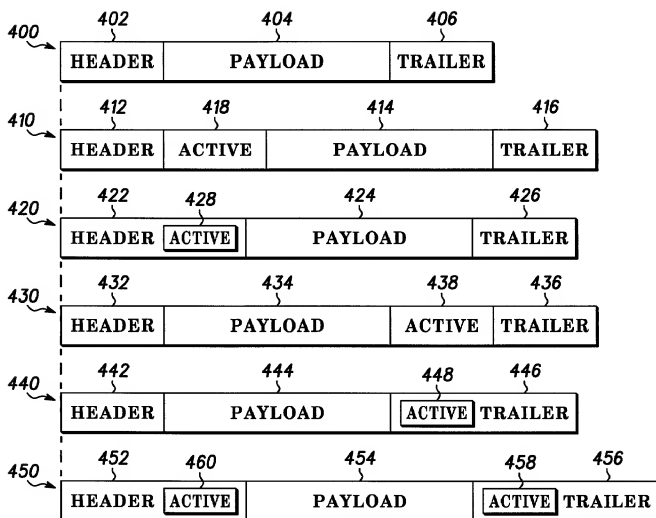 402 404 406
400
HEADER PAYLOAD TRAILER
412 418 414 416
410
HEADER ACTIVE PAYLOAD TRAILER
422 428 424 426
420
HEADER ACTIVE PAYLOAD TRAILER
432 434 438 436
430
HEADER PAYLOAD ACTIVE TRAILER
442 444 448 446
440
HEADER PAYLOAD ACTIVE TRAILER
452 460 454 458 456
450
HEADER ACTIVE PAYLOAD ACTIVE TRAILER